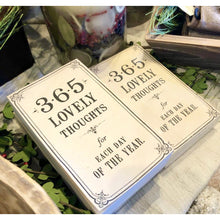 365
LOVELY
THOUGHTS
for
EACH DAY
OF THE YEAR
365
LOVELY
THOUGHTS
for
EACH DAY
OF THE YEAR